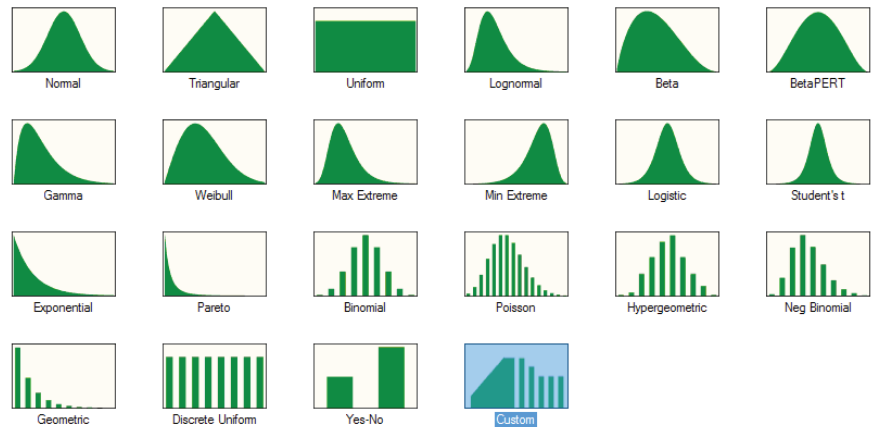 Normal
Triangular
Uniform
Lognormal
Beta
BetaPERT
Gamma
Weibull
Max Extreme
Min Extreme
Logistic
Student's t
Exponential
Pareto
Binomial
Poisson
Hypergeometric
Neg Binomial
Geometric
Discrete Uniform
Yes-No
Custom